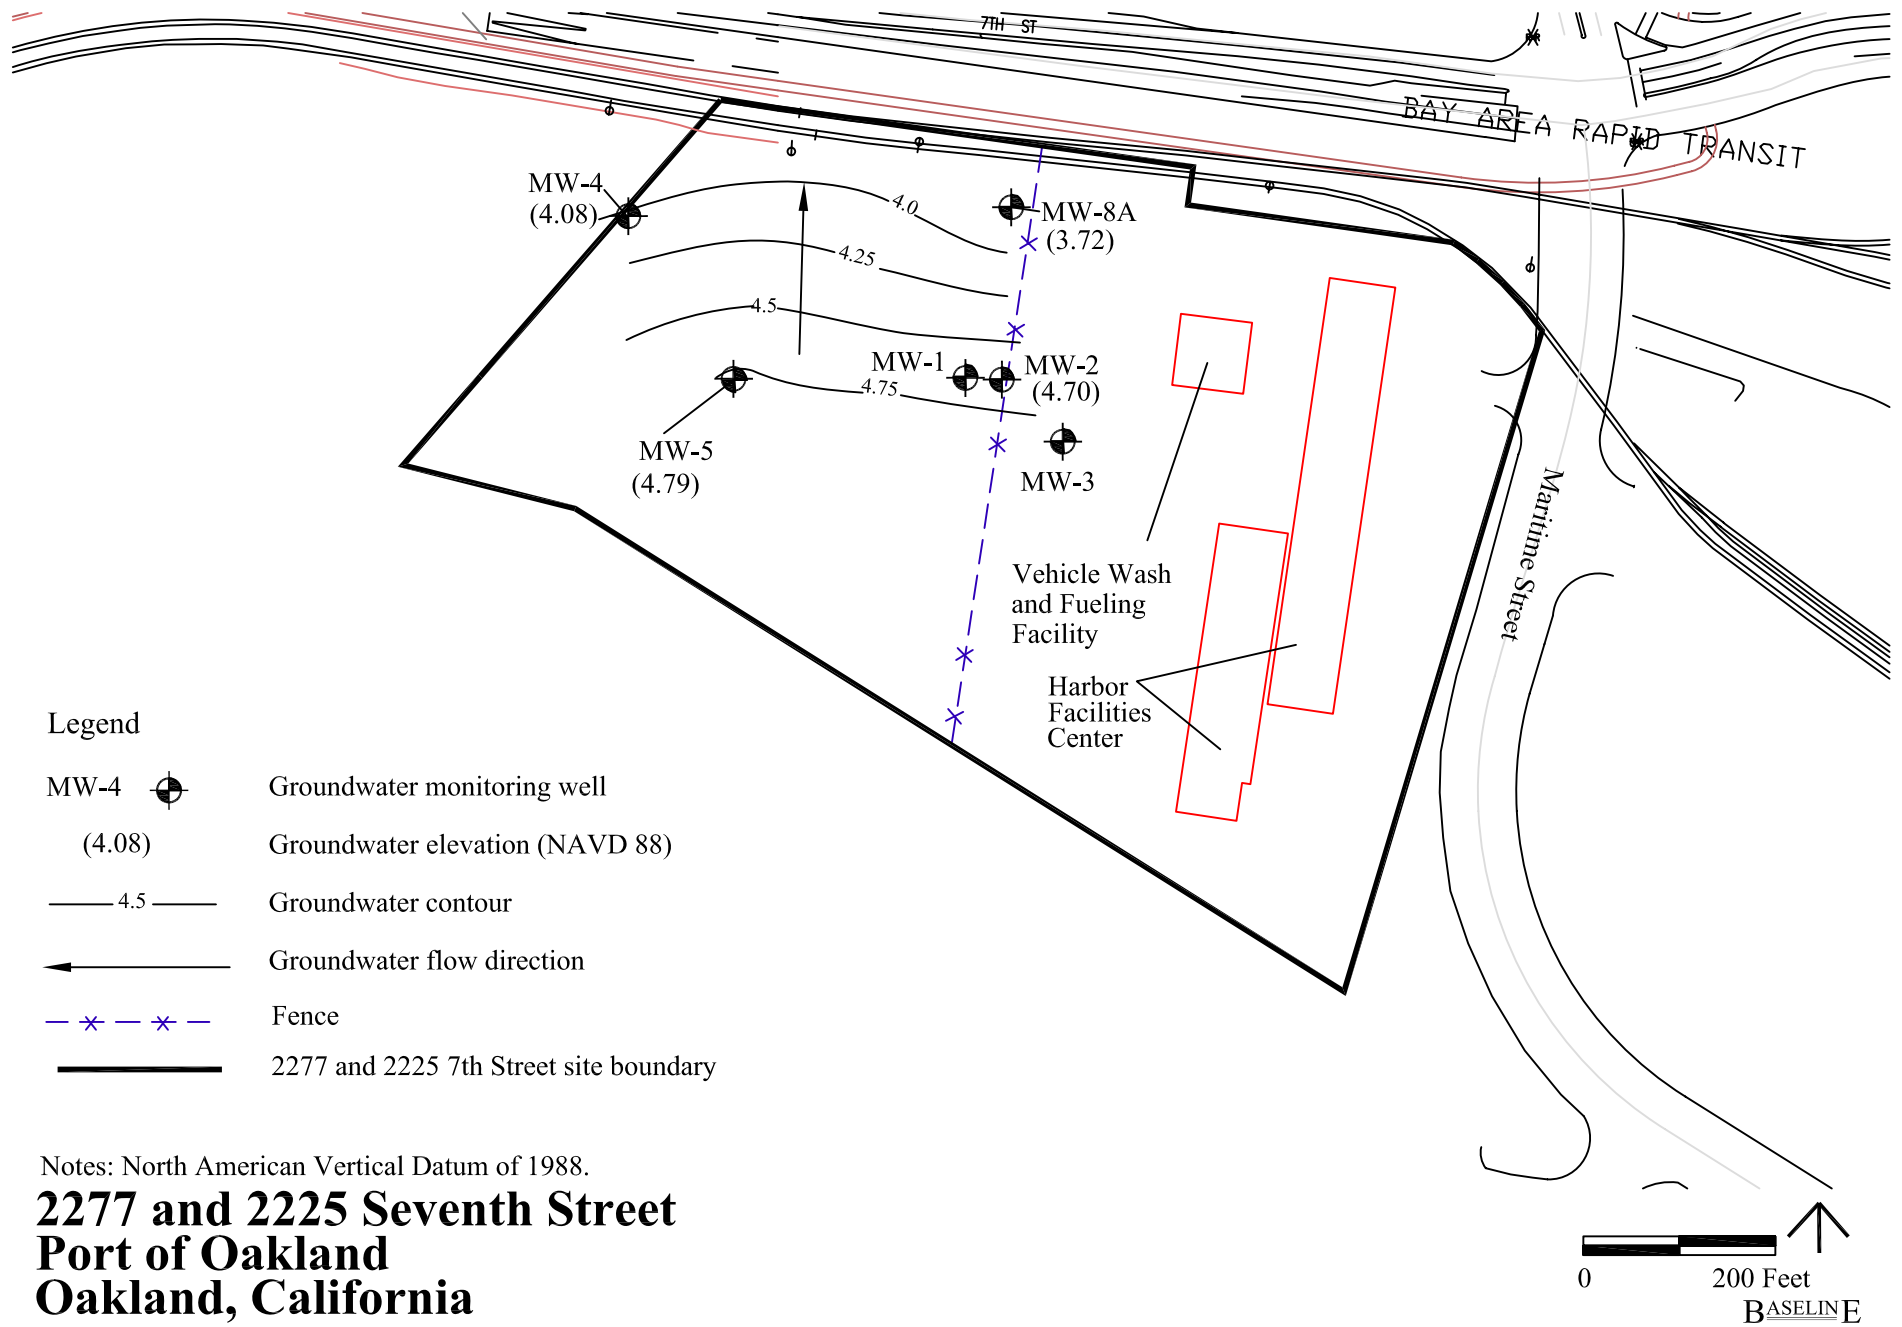 7TH ST
BAY AREA RAPID TRANSIT
MW-4
(4.08)
4.0
MW-8A
(3.72)
4.25
4.5
MW-1
MW-2
(4.70)
4.75
MW-5
(4.79)
MW-3
Maritime Street
Vehicle Wash
and Fueling
Facility
Harbor
Facilities
Center
Legend
MW-4 Groundwater monitoring well
(4.08) Groundwater elevation (NAVD 88)
4.5 Groundwater contour
Groundwater flow direction
Fence
2277 and 2225 7th Street site boundary
Notes: North American Vertical Datum of 1988.
2277 and 2225 Seventh Street
Port of Oakland
Oakland, California
0 200 Feet
BASELINE